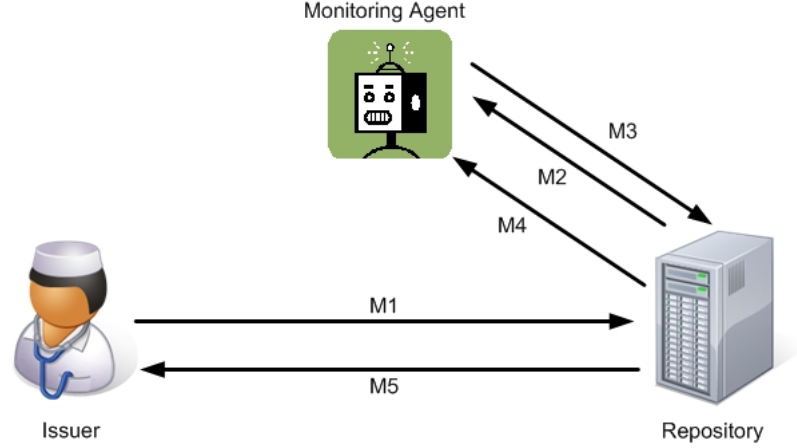 Monitoring Agent
M3
M2
M4
M1
M5
Issuer
Repository